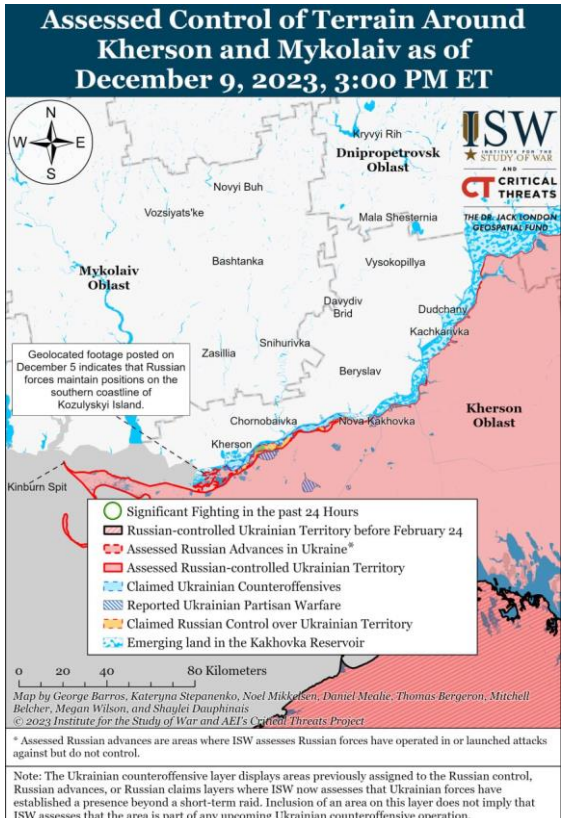 Assessed Control of Terrain Around
Kherson and Mykolaiv as of
December 9, 2023, 3:00 PM ET
N
W E
S
ISW
INSTITUTE FOR THE
STUDY OF WAR
AND
CT CRITICAL
THREATS
THE DR. JACK LONDON
GEOSPATIAL FUND
Kryvyi Rih
Dnipropetrovsk
Oblast
Novyi Buh
Vozsiyats'ke
Mala Shesternia
Mykolaiv
Oblast
Bashtanka
Vysokopillya
Davydiv
Brid
Dudchany
Kachkarivka
Snihurivka
Zasillia
Geolocated footage posted on
December 5 indicates that Russian
forces maintain positions on the
southern coastline of
Kozulyskyi Island.
Beryslav
Kherson
Oblast
Chornobaivka
Nova Kakhovka
Kherson
Kinburn Spit
Significant Fighting in the past 24 Hours
Russian-controlled Ukrainian Territory before February 24
Assessed Russian Advances in Ukraine*
Assessed Russian-controlled Ukrainian Territory
Claimed Ukrainian Counteroffensives
Reported Ukrainian Partisan Warfare
Claimed Russian Control over Ukrainian Territory
Emerging land in the Kakhovka Reservoir
0 20 40 80 Kilometers
Map by George Barros, Kateryna Stepanenko, Noel Mikkelsen, Daniel Mealie, Thomas Bergeron, Mitchell
Belcher, Megan Wilson, and Shaylei Dauphinais
© 2023 Institute for the Study of War and AEI's Critical Threats Project
* Assessed Russian advances are areas where ISW assesses Russian forces have operated in or launched attacks
against but do not control.
Note: The Ukrainian counteroffensive layer displays areas previously assigned to the Russian control,
Russian advances, or Russian claims layers where ISW now assesses that Ukrainian forces have
established a presence beyond a short-term raid. Inclusion of an area on this layer does not imply that
ISW assesses that the area is part of any upcoming Ukrainian counteroffensive operation.